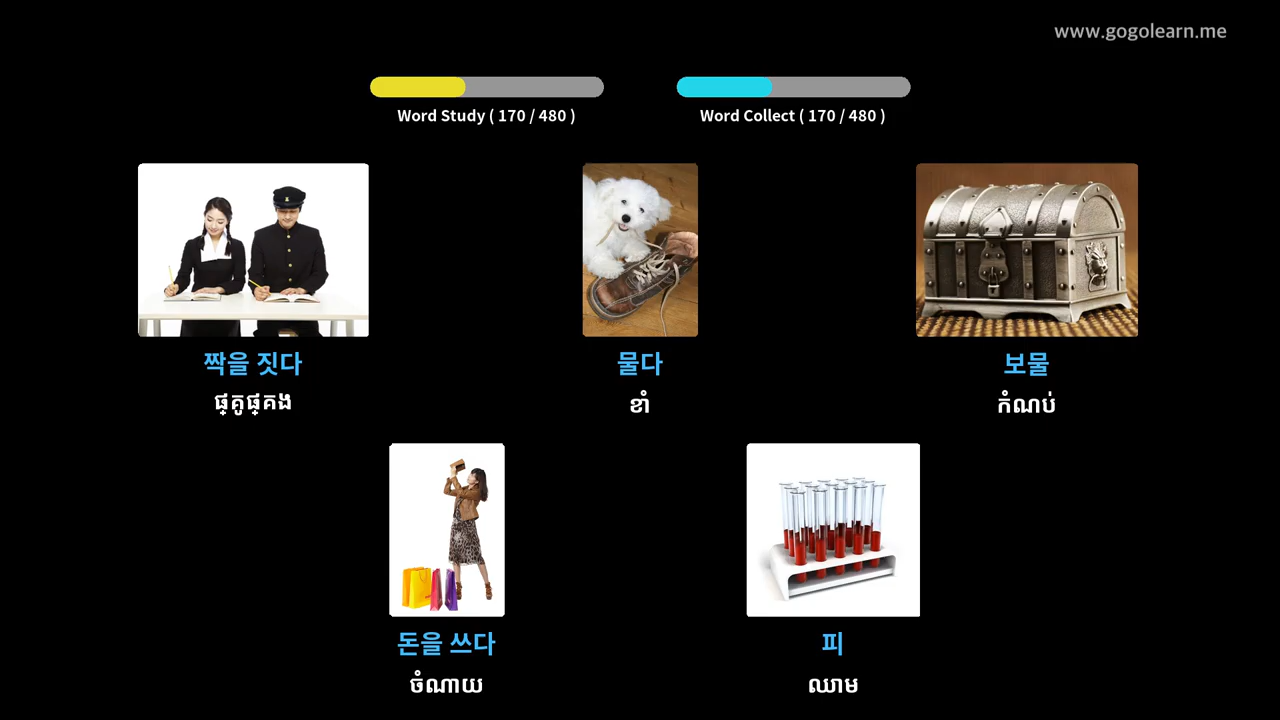 www.gogolearn.me
Word Study ( 170 / 480 )
Word Collect ( 170 / 480 )
짝을 짓다
ផ្គូផ្គង
물다
ខាំ
보물
កំណប់
돈을 쓰다
ចំណាយ
피
ឈាម